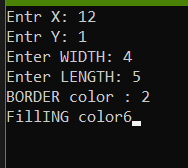 Entr X: 12
Entr Y: 1
Enter WIDTH: 4
Enter LENGTH: 5
BORDER color : 2
FillING color6